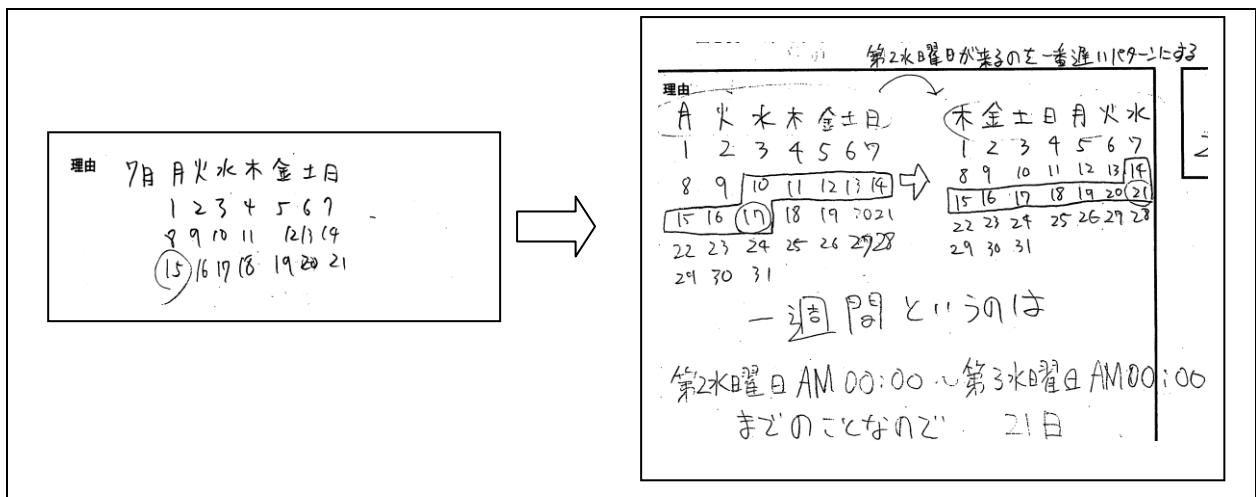 理由
7月 月 火 水 木 金 土 日
1 2 3 4 5 6 7
8 9 10 11 12 13 14
15 16 17 18 19 20 21
第2水曜日が来るのを一番遅いパターンにする
理由
月 火 水 木 金 土 日
1 2 3 4 5 6 7
8 9 10 11 12 13 14
15 16 17 18 19 20 21
22 23 24 25 26 27 28
29 30 31
木 金 土 日 月 火 水
1 2 3 4 5 6 7
8 9 10 11 12 13 14
15 16 17 18 19 20 21
22 23 24 25 26 27 28
29 30 31
一週間というのは
第2水曜日AM00:00~第3水曜日AM00:00
までのことなので 21日